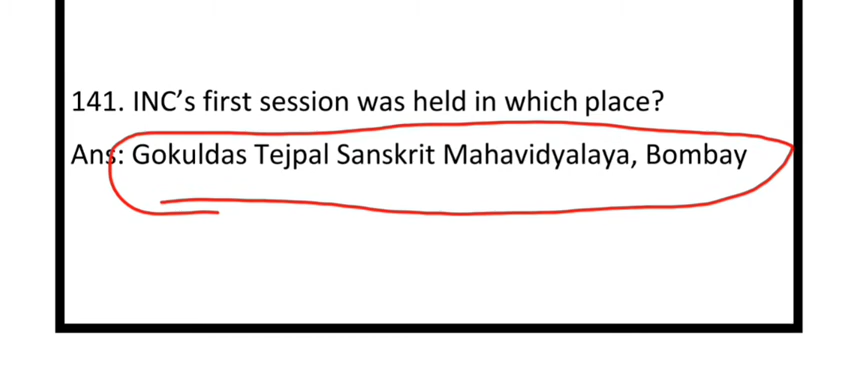 141. INC’s first session was held in which place?
Ans: Gokuldas Tejpal Sanskrit Mahavidyalaya, Bombay